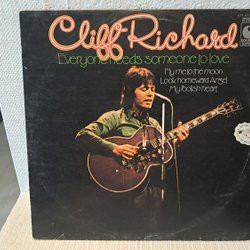 Cliff Richard
Everyone needs someone to love
Fly me to the moon
Look homeward Angel
My foolish heart